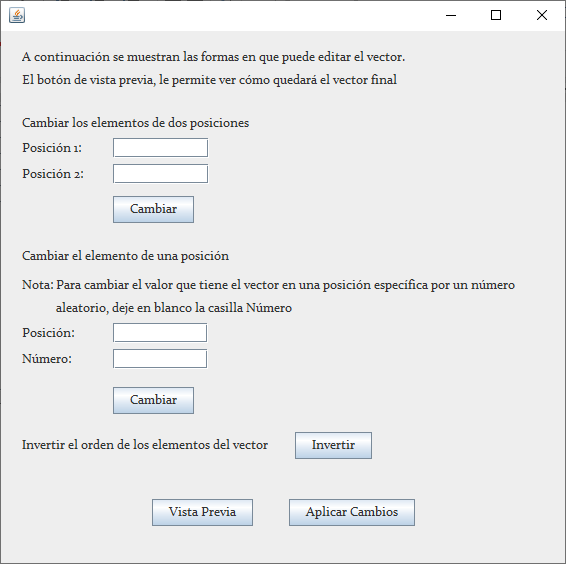 A continuación se muestran las formas en que puede editar el vector.
El botón de vista previa, le permite ver cómo quedará el vector final
Cambiar los elementos de dos posiciones
Posición 1:
Posición 2:
Cambiar
Cambiar el elemento de una posición
Nota: Para cambiar el valor que tiene el vector en una posición específica por un número
aleatorio, deje en blanco la casilla Número
Posición:
Número:
Cambiar
Invertir el orden de los elementos del vector Invertir
Vista Previa Aplicar Cambios